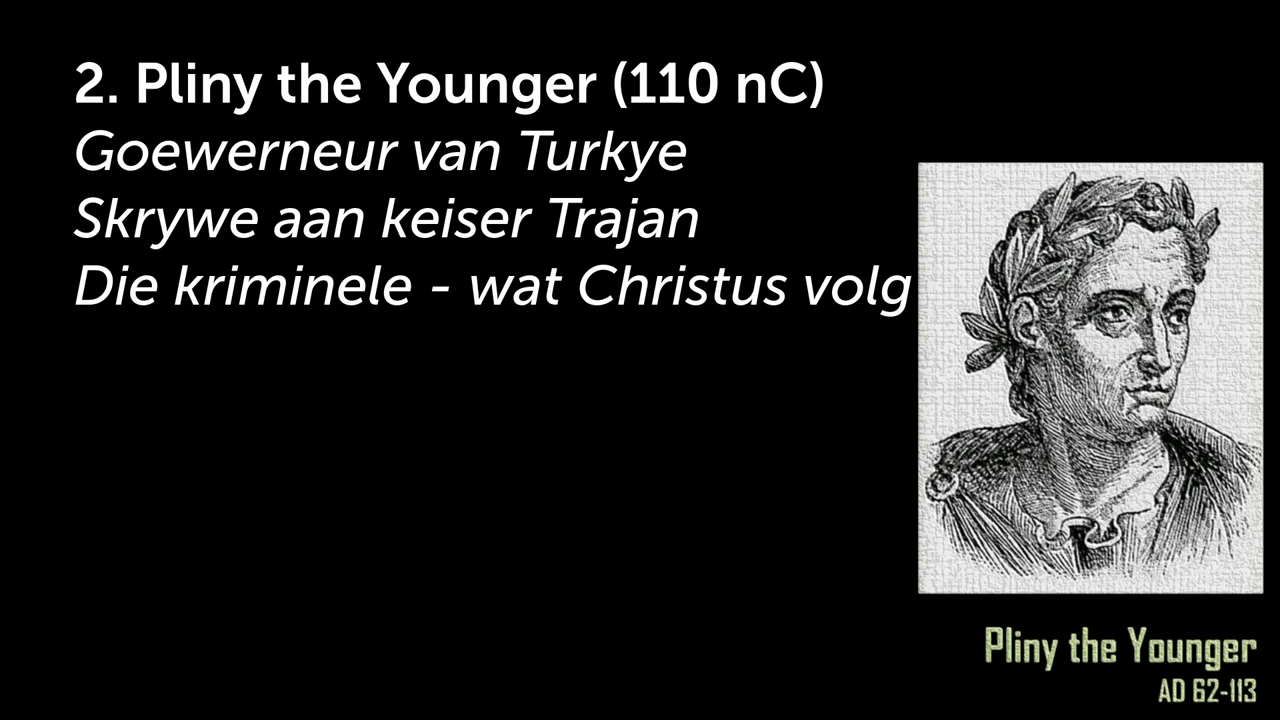 2. Pliny the Younger (110 nC)
Goewerneur van Turkye
Skrywe aan keiser Trajan
Die kriminele - wat Christus volg
Pliny the Younger
AD 62-113